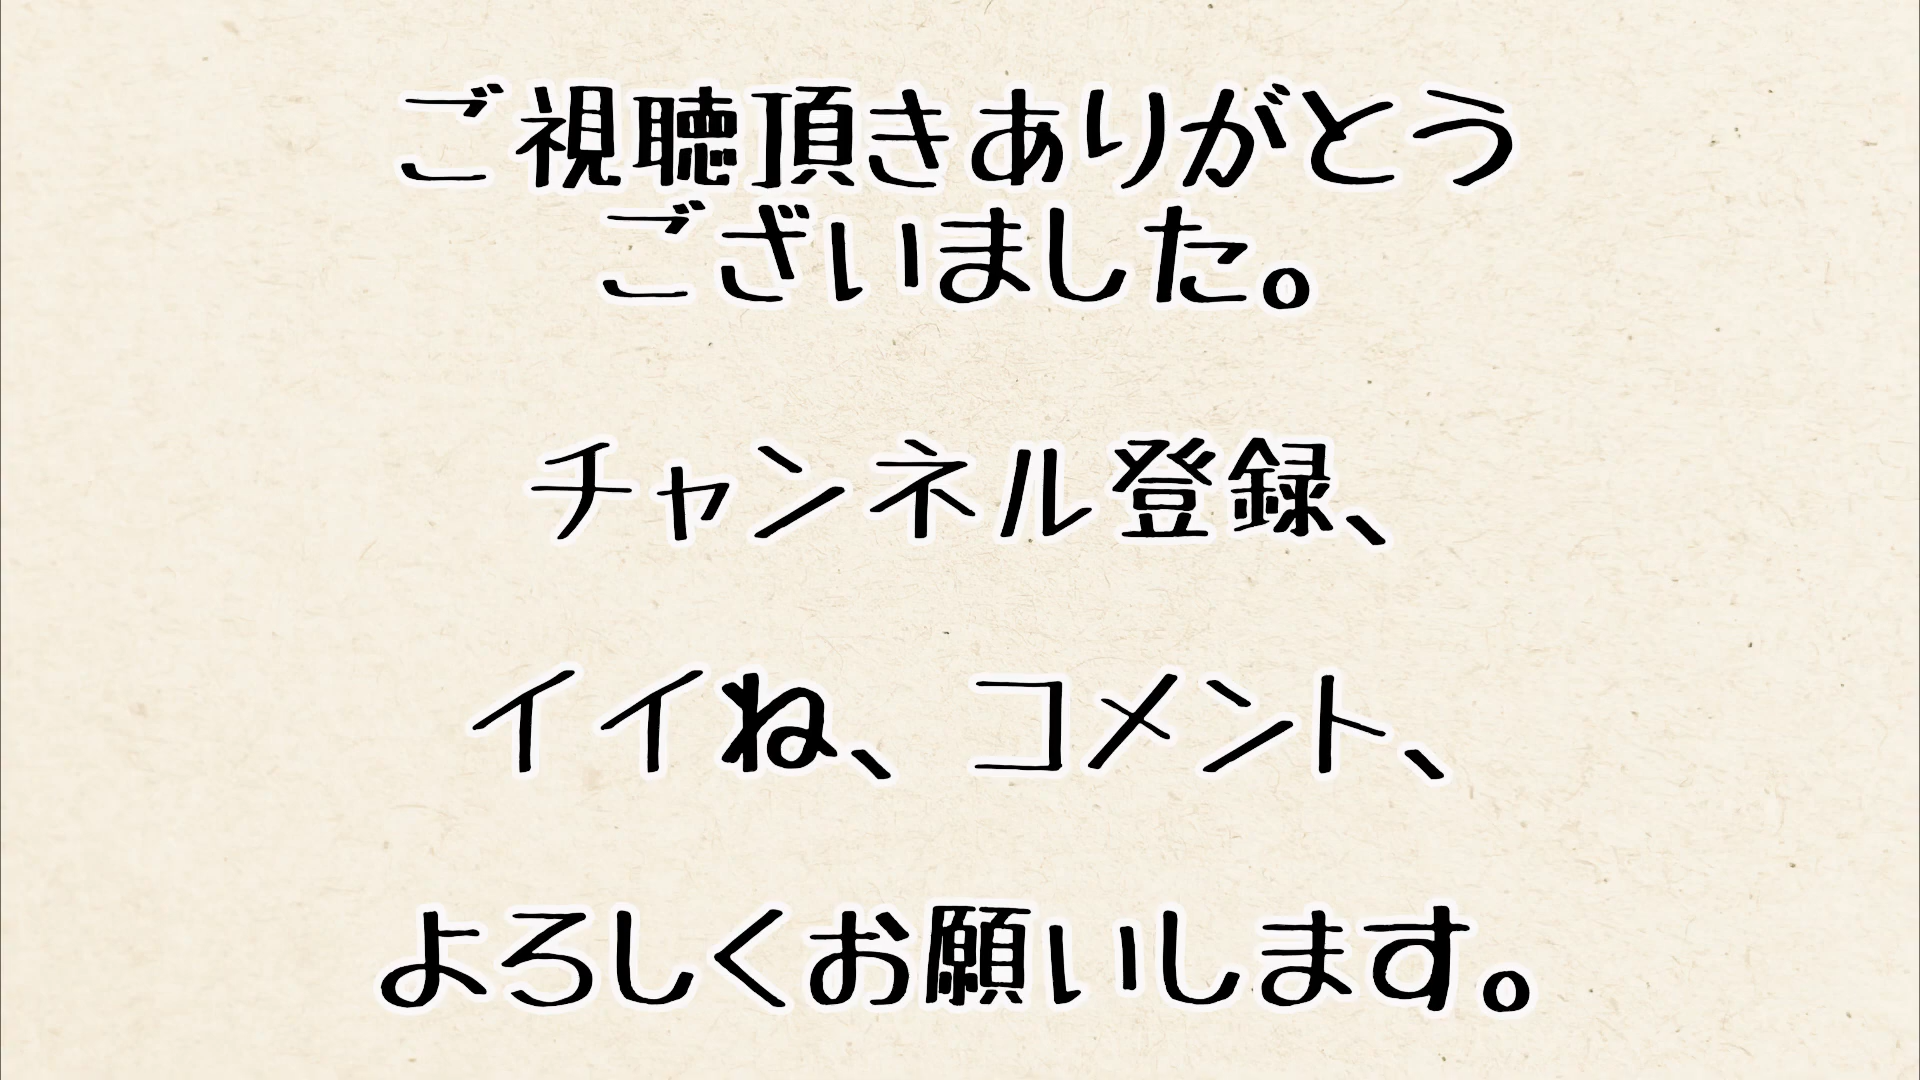 ご視聴頂きありがとう
ございました。
チャンネル登録、
イイね、コメント、
よろしくお願いします。